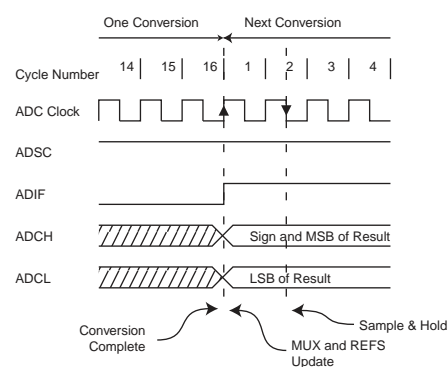 One Conversion Next Conversion
Cycle Number 14 15 16 1 2 3 4
ADC Clock
ADSC
ADIF
ADCH Sign and MSB of Result
ADCL LSB of Result
Conversion
Complete
MUX and REFS
Update
Sample & Hold